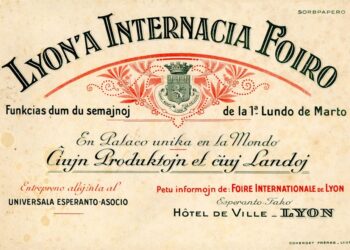 SORBPAPERO
LYON'A INTERNACIA FOIRO
Funkcias dum du semajnoj de la 1ª Lundo de Marto
En Palaco unika en la Mondo
Ĉiujn Produktojn el ĉiuj Landoj
Entrepreno aliĝinta al
UNIVERSALA ESPERANTO-ASOCIO
Petu informojn de: FOIRE INTERNATIONALE DE LYON
Esperanto-Fako
HÔTEL DE VILLE - LYON